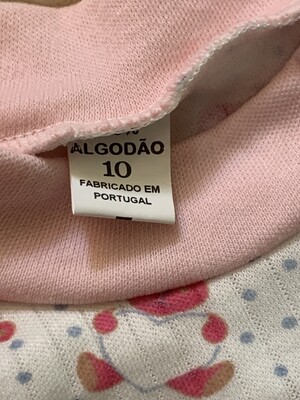 %
ALGODÃO
10
FABRICADO EM
PORTUGAL